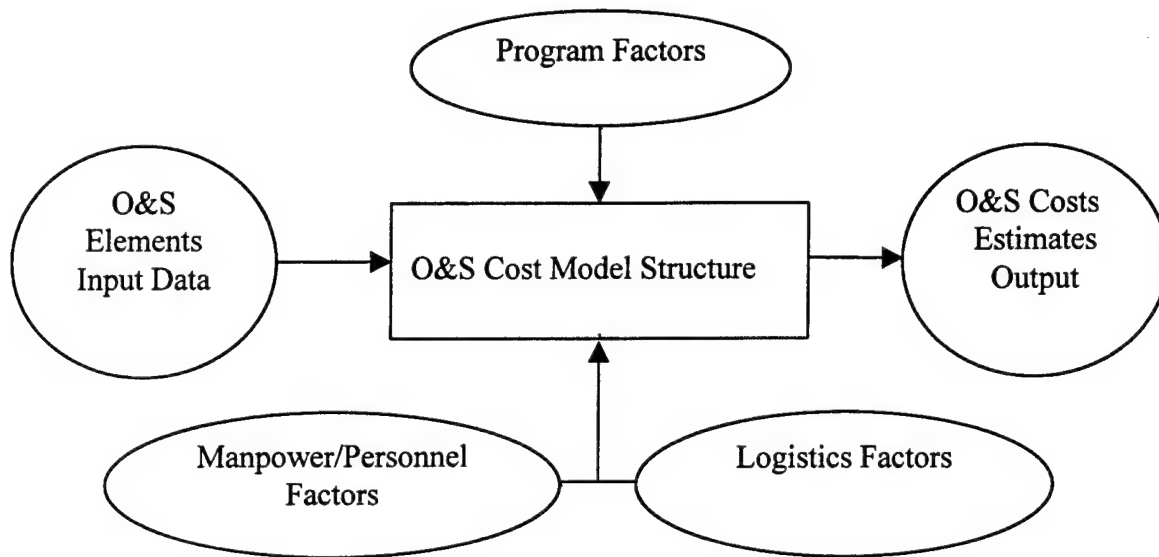 Program Factors
O&S
Elements
Input Data
O&S Cost Model Structure
O&S Costs
Estimates
Output
Manpower/Personnel
Factors
Logistics Factors